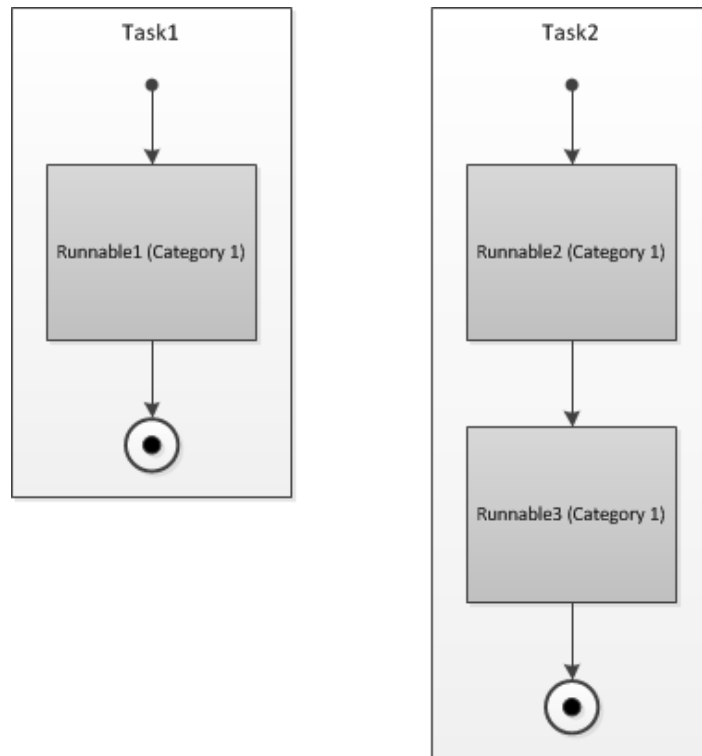 Task1
Runnable1 (Category 1)
Task2
Runnable2 (Category 1)
Runnable3 (Category 1)